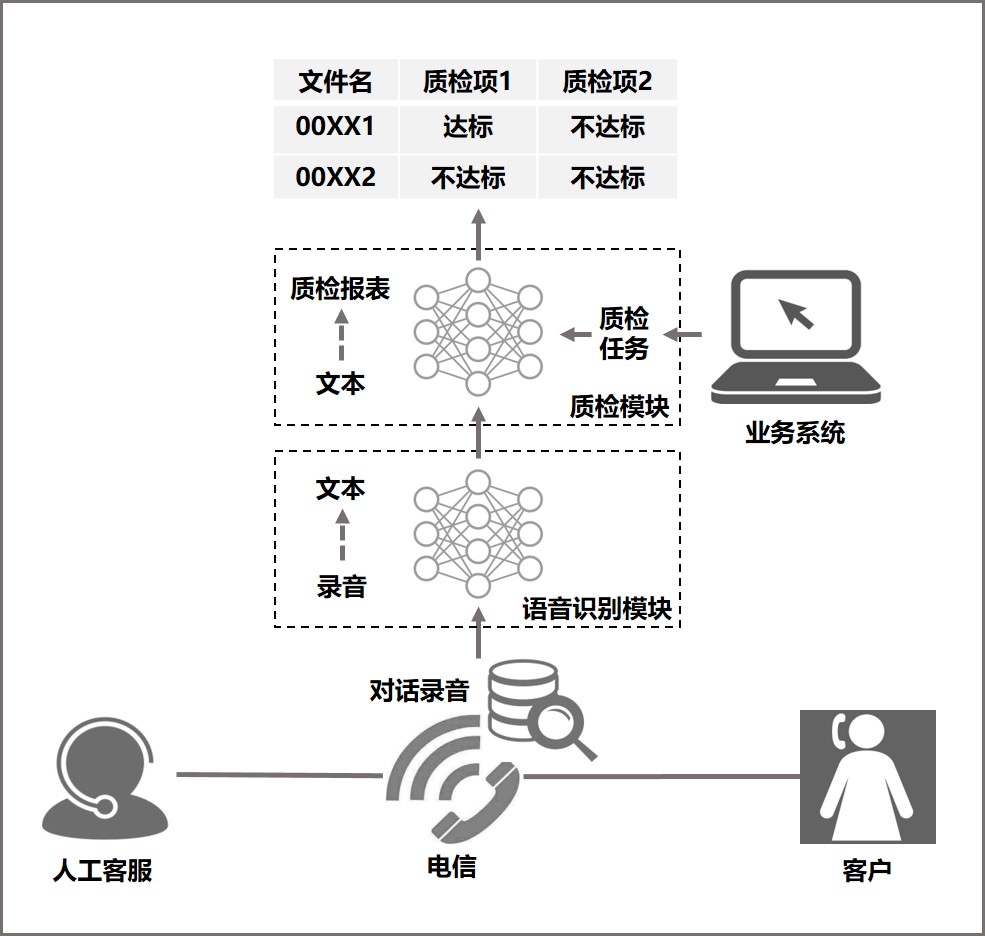 文件名 质检项1 质检项2
00XX1 达标 不达标
00XX2 不达标 不达标
质检报表
文本
质检
任务
质检模块
业务系统
文本
录音
语音识别模块
对话录音
人工客服
电信
客户